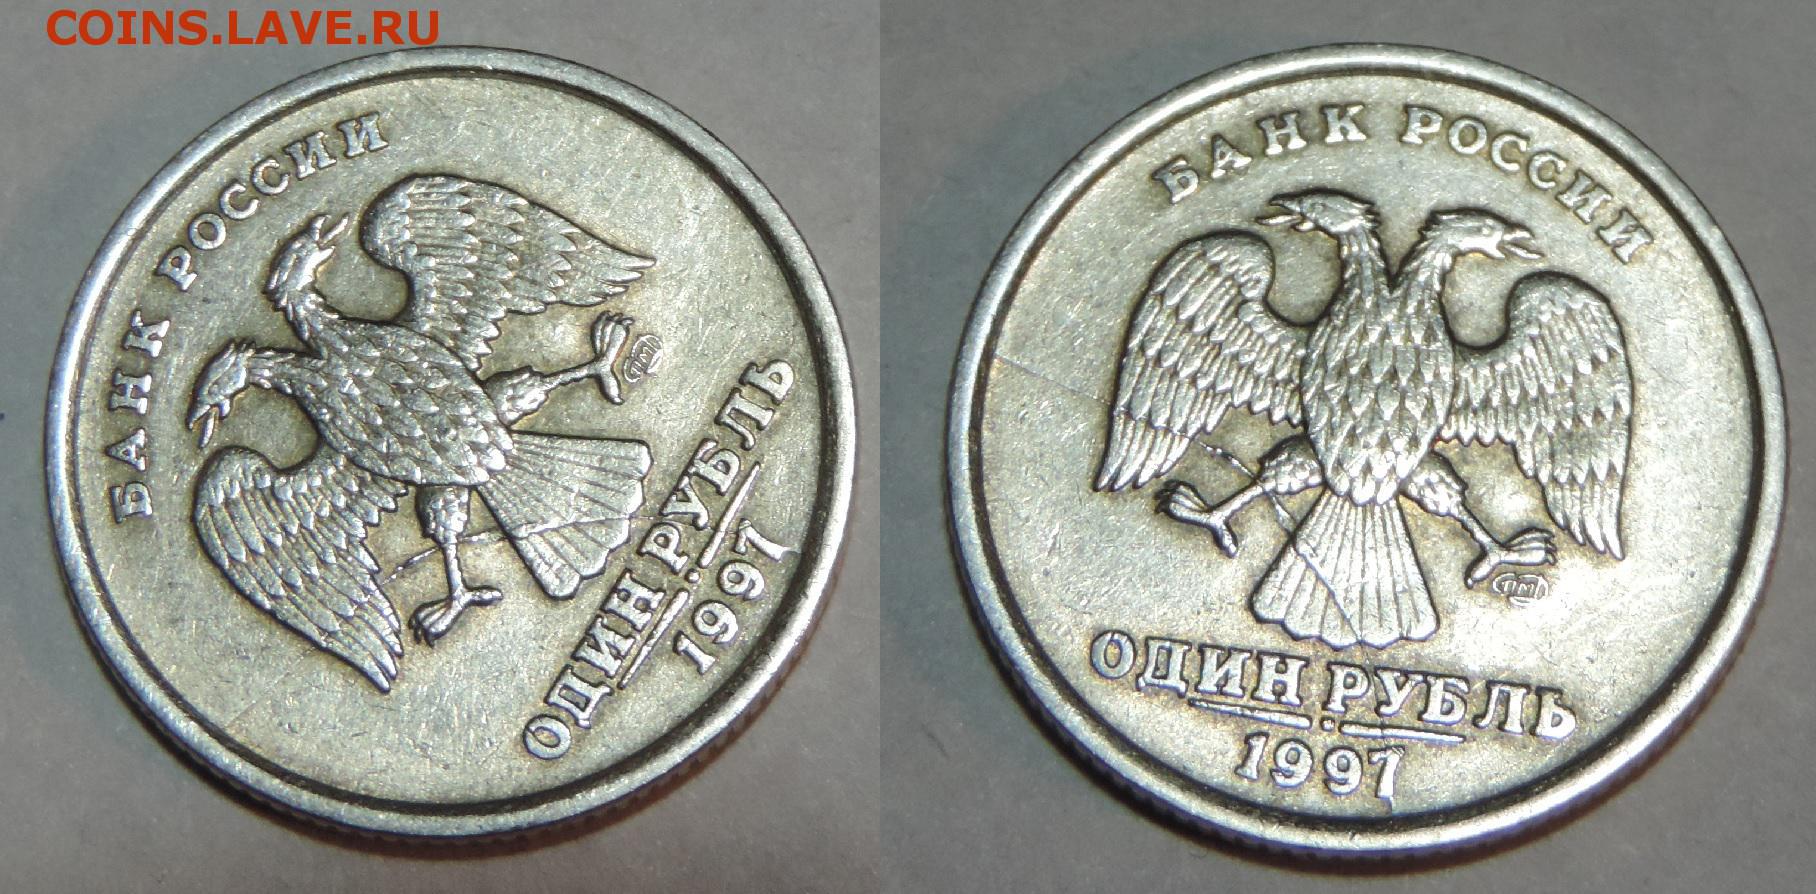 COINS.LAVE.RU
БАНК РОССИИ
ОДИН РУБЛЬ
1997
БАНК РОССИИ
ОДИН РУБЛЬ
1997